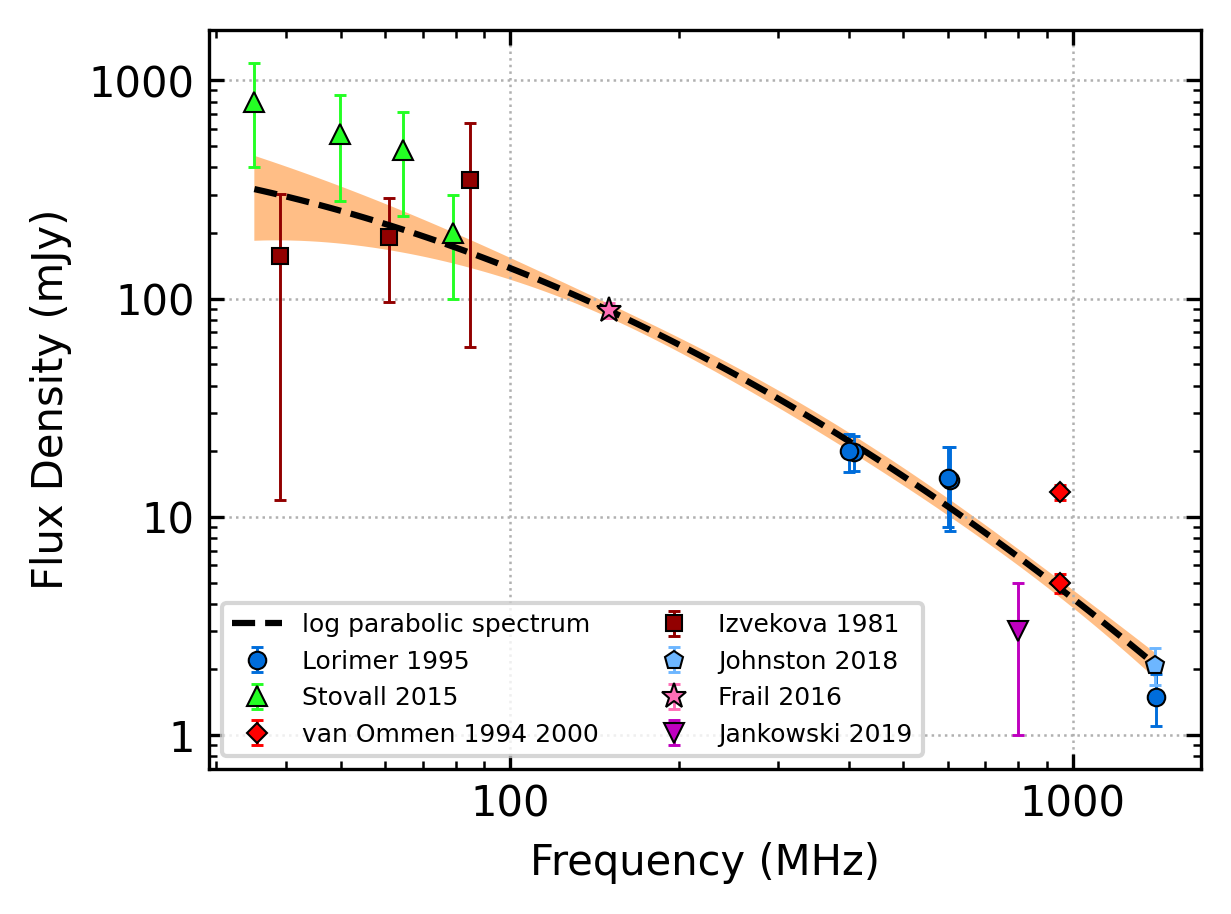 1000
100
10
1
Flux Density (mJy)
log parabolic spectrum
Lorimer 1995
Stovall 2015
van Ommen 1994 2000
Izvekova 1981
Johnston 2018
Frail 2016
Jankowski 2019
100
1000
Frequency (MHz)